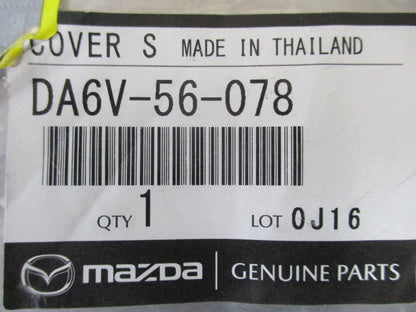 COVER S MADE IN THAILAND
DA6V-56-078
QTY 1 LOT 0J16
mazda GENUINE PARTS